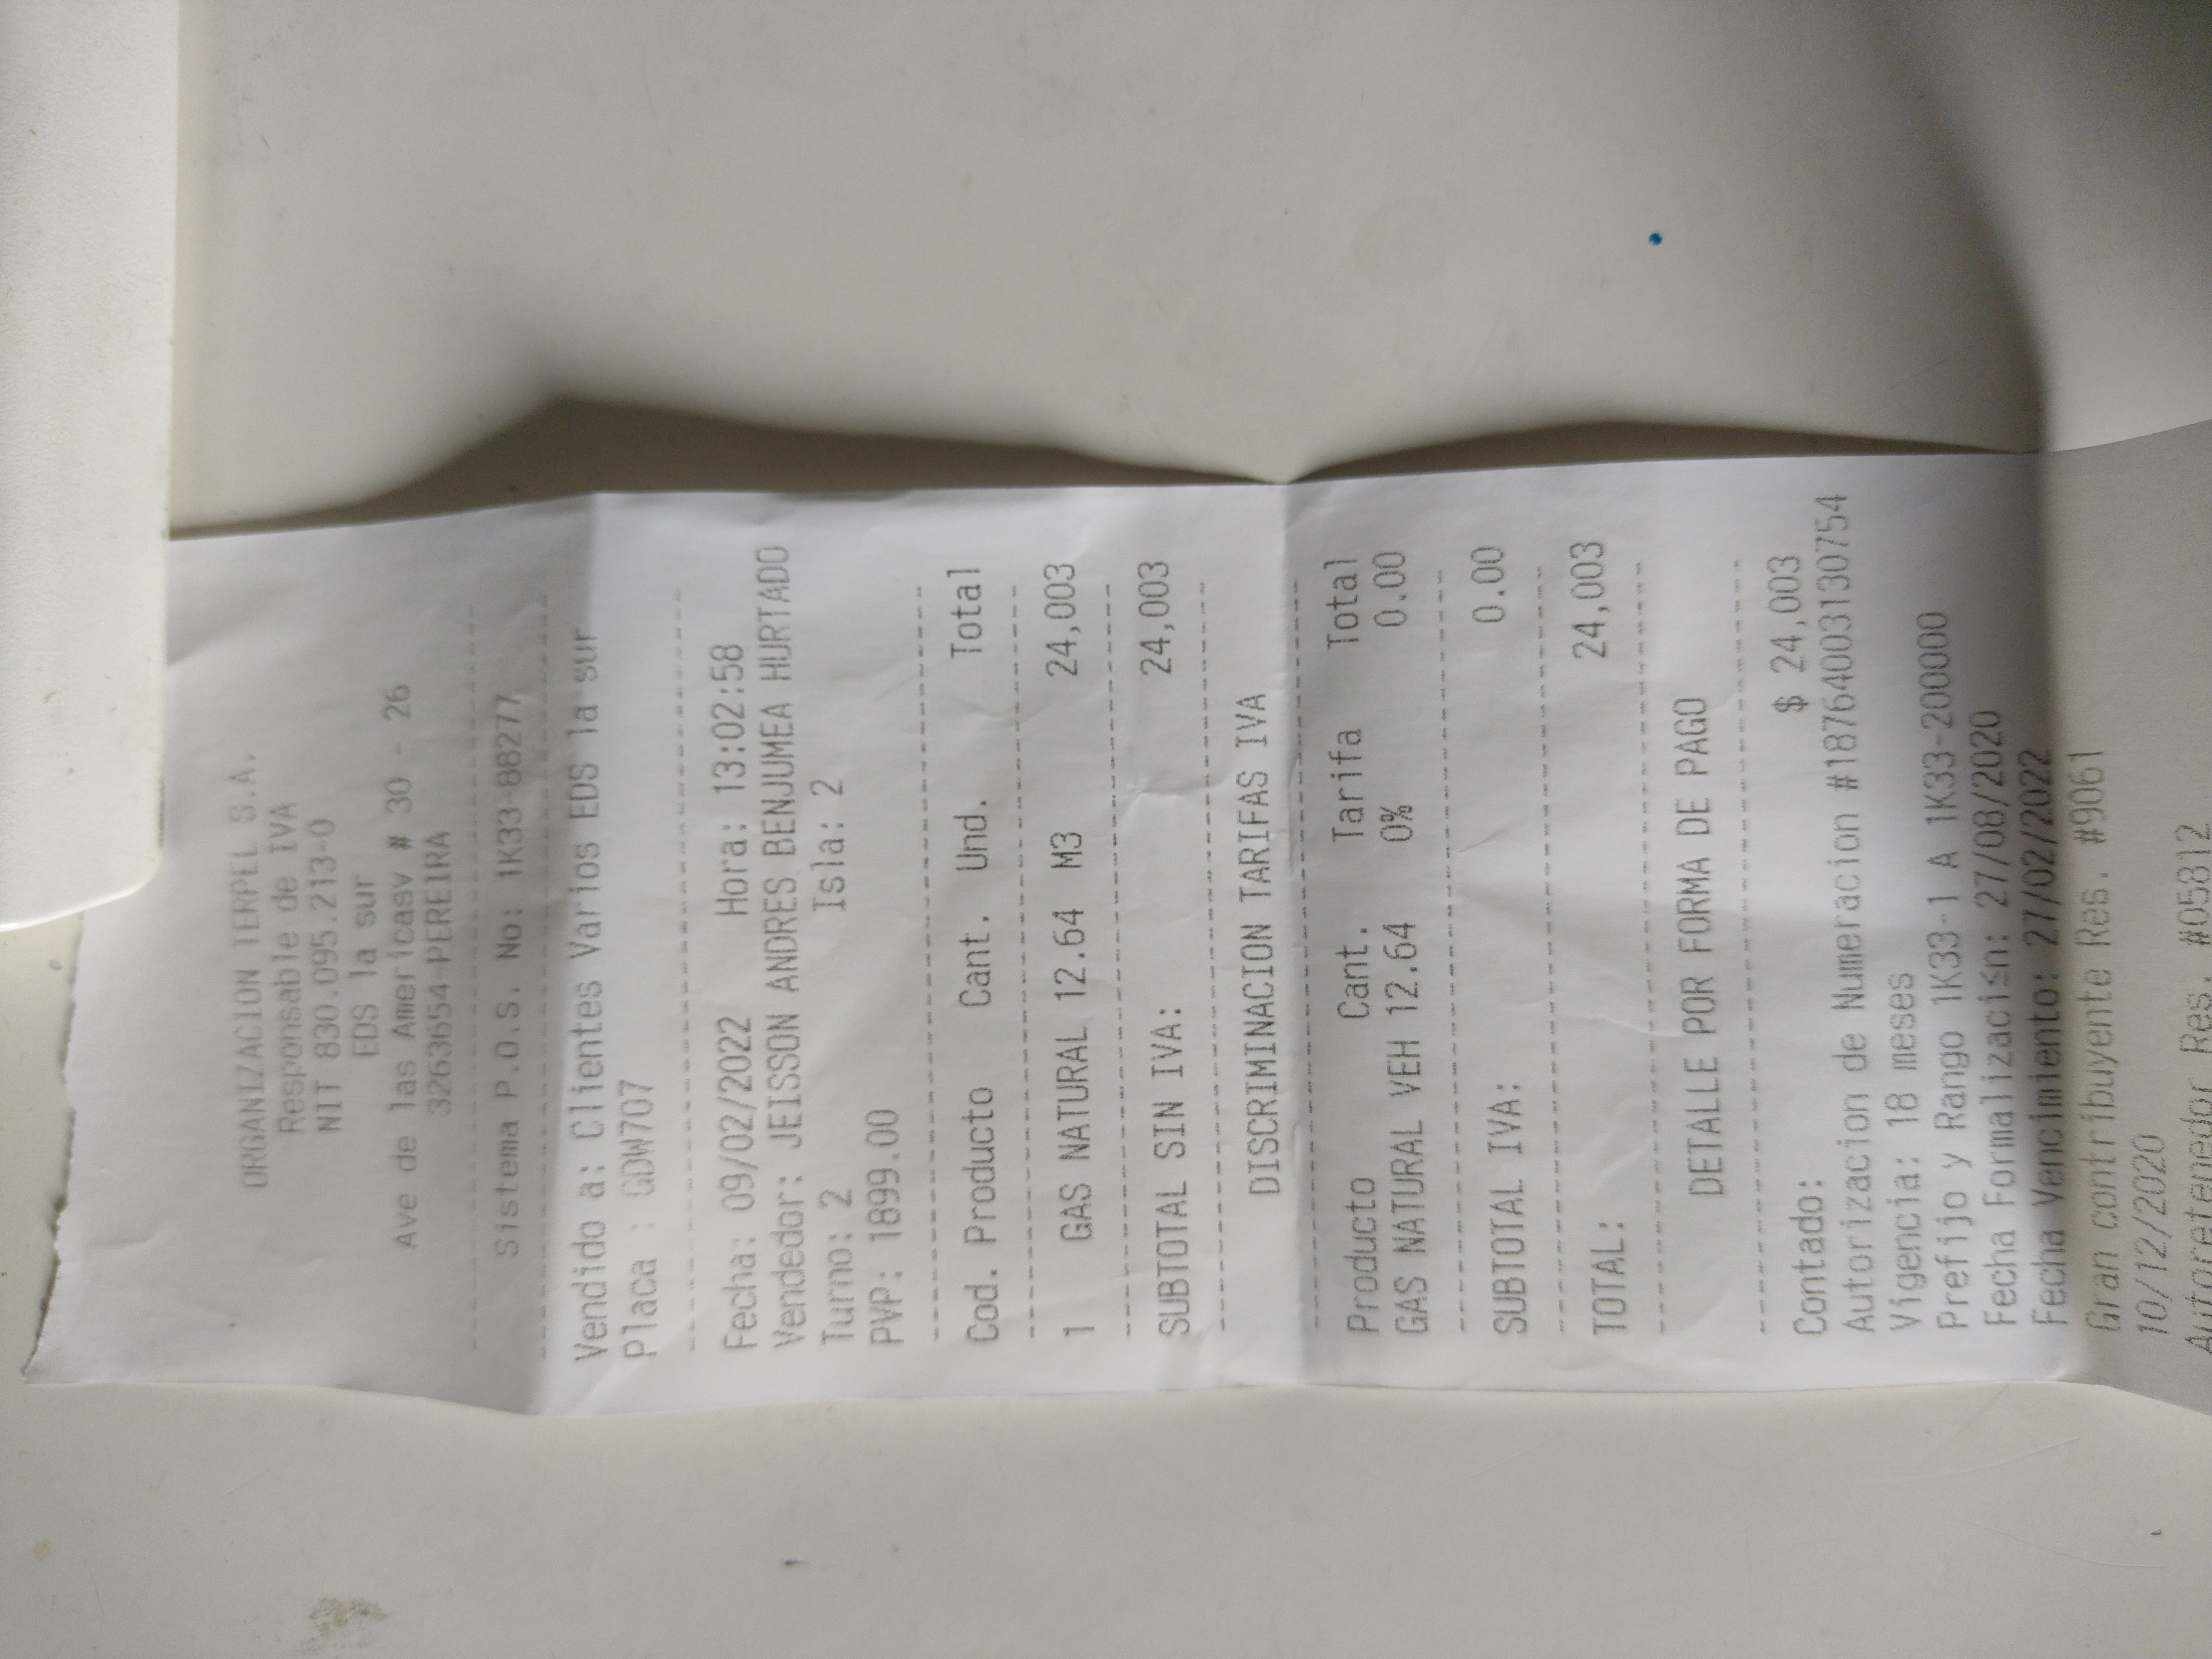 ORGANIZACION TERPEL S.A.
Responsable de IVA
NIT 830.095.213-0
EDS la sur
Ave de las Americasv # 30 - 26
3263654-PEREIRA
Sistema P.O.S. No: 1K33-88277
Vendido a: Clientes Varios EDS la sur
Placa : GDW707
Fecha: 09/02/2022 Hora: 13:02:58
Vendedor: JEISSON ANDRES BENJUMEA HURTADO
Turno: 2 Isla: 2
PVP: 1899.00
Cod. Producto Cant. Und. Total
1 GAS NATURAL 12.64 M3 24,003
SUBTOTAL SIN IVA: 24,003
DISCRIMINACION TARIFAS IVA
Producto Cant. Tarifa Total
GAS NATURAL VEH 12.64 0% 0.00
SUBTOTAL IVA: 0.00
TOTAL: 24,003
DETALLE POR FORMA DE PAGO
Contado: $ 24,003
Autorizacion de Numeracion #18764003130754
Vigencia: 18 meses
Prefijo y Rango 1K33-1 A 1K33-200000
Fecha Formalizaci≤n: 27/08/2020
Fecha Vencimiento: 27/02/2022
Gran contribuyente Res. #9061
10/12/2020
Autoretenedor Res. #05812